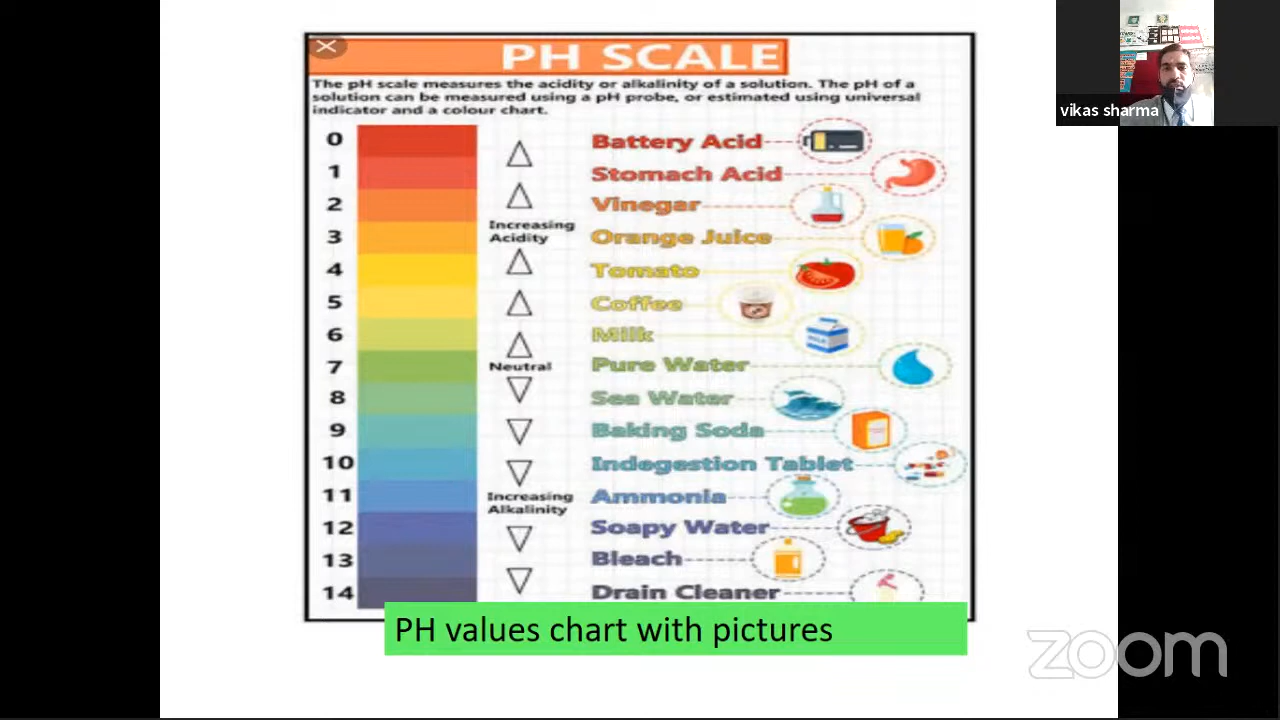 PH SCALE
The pH scale measures the acidity or alkalinity of a solution. The pH of a
solution can be measured using a pH probe, or estimated using universal
indicator and a colour chart.
0 Battery Acid
1 Stomach Acid
2 Vinegar
Increasing
Acidity
3 Orange Juice
4 Tomato
5 Coffee
6 Milk
7 Neutral Pure Water
8 Sea Water
9 Baking Soda
10 Indegestion Tablet
11 Ammonia
Increasing
Alkalinity
12 Soapy Water
13 Bleach
14 Drain Cleaner
PH values chart with pictures
vikas sharma
zoom